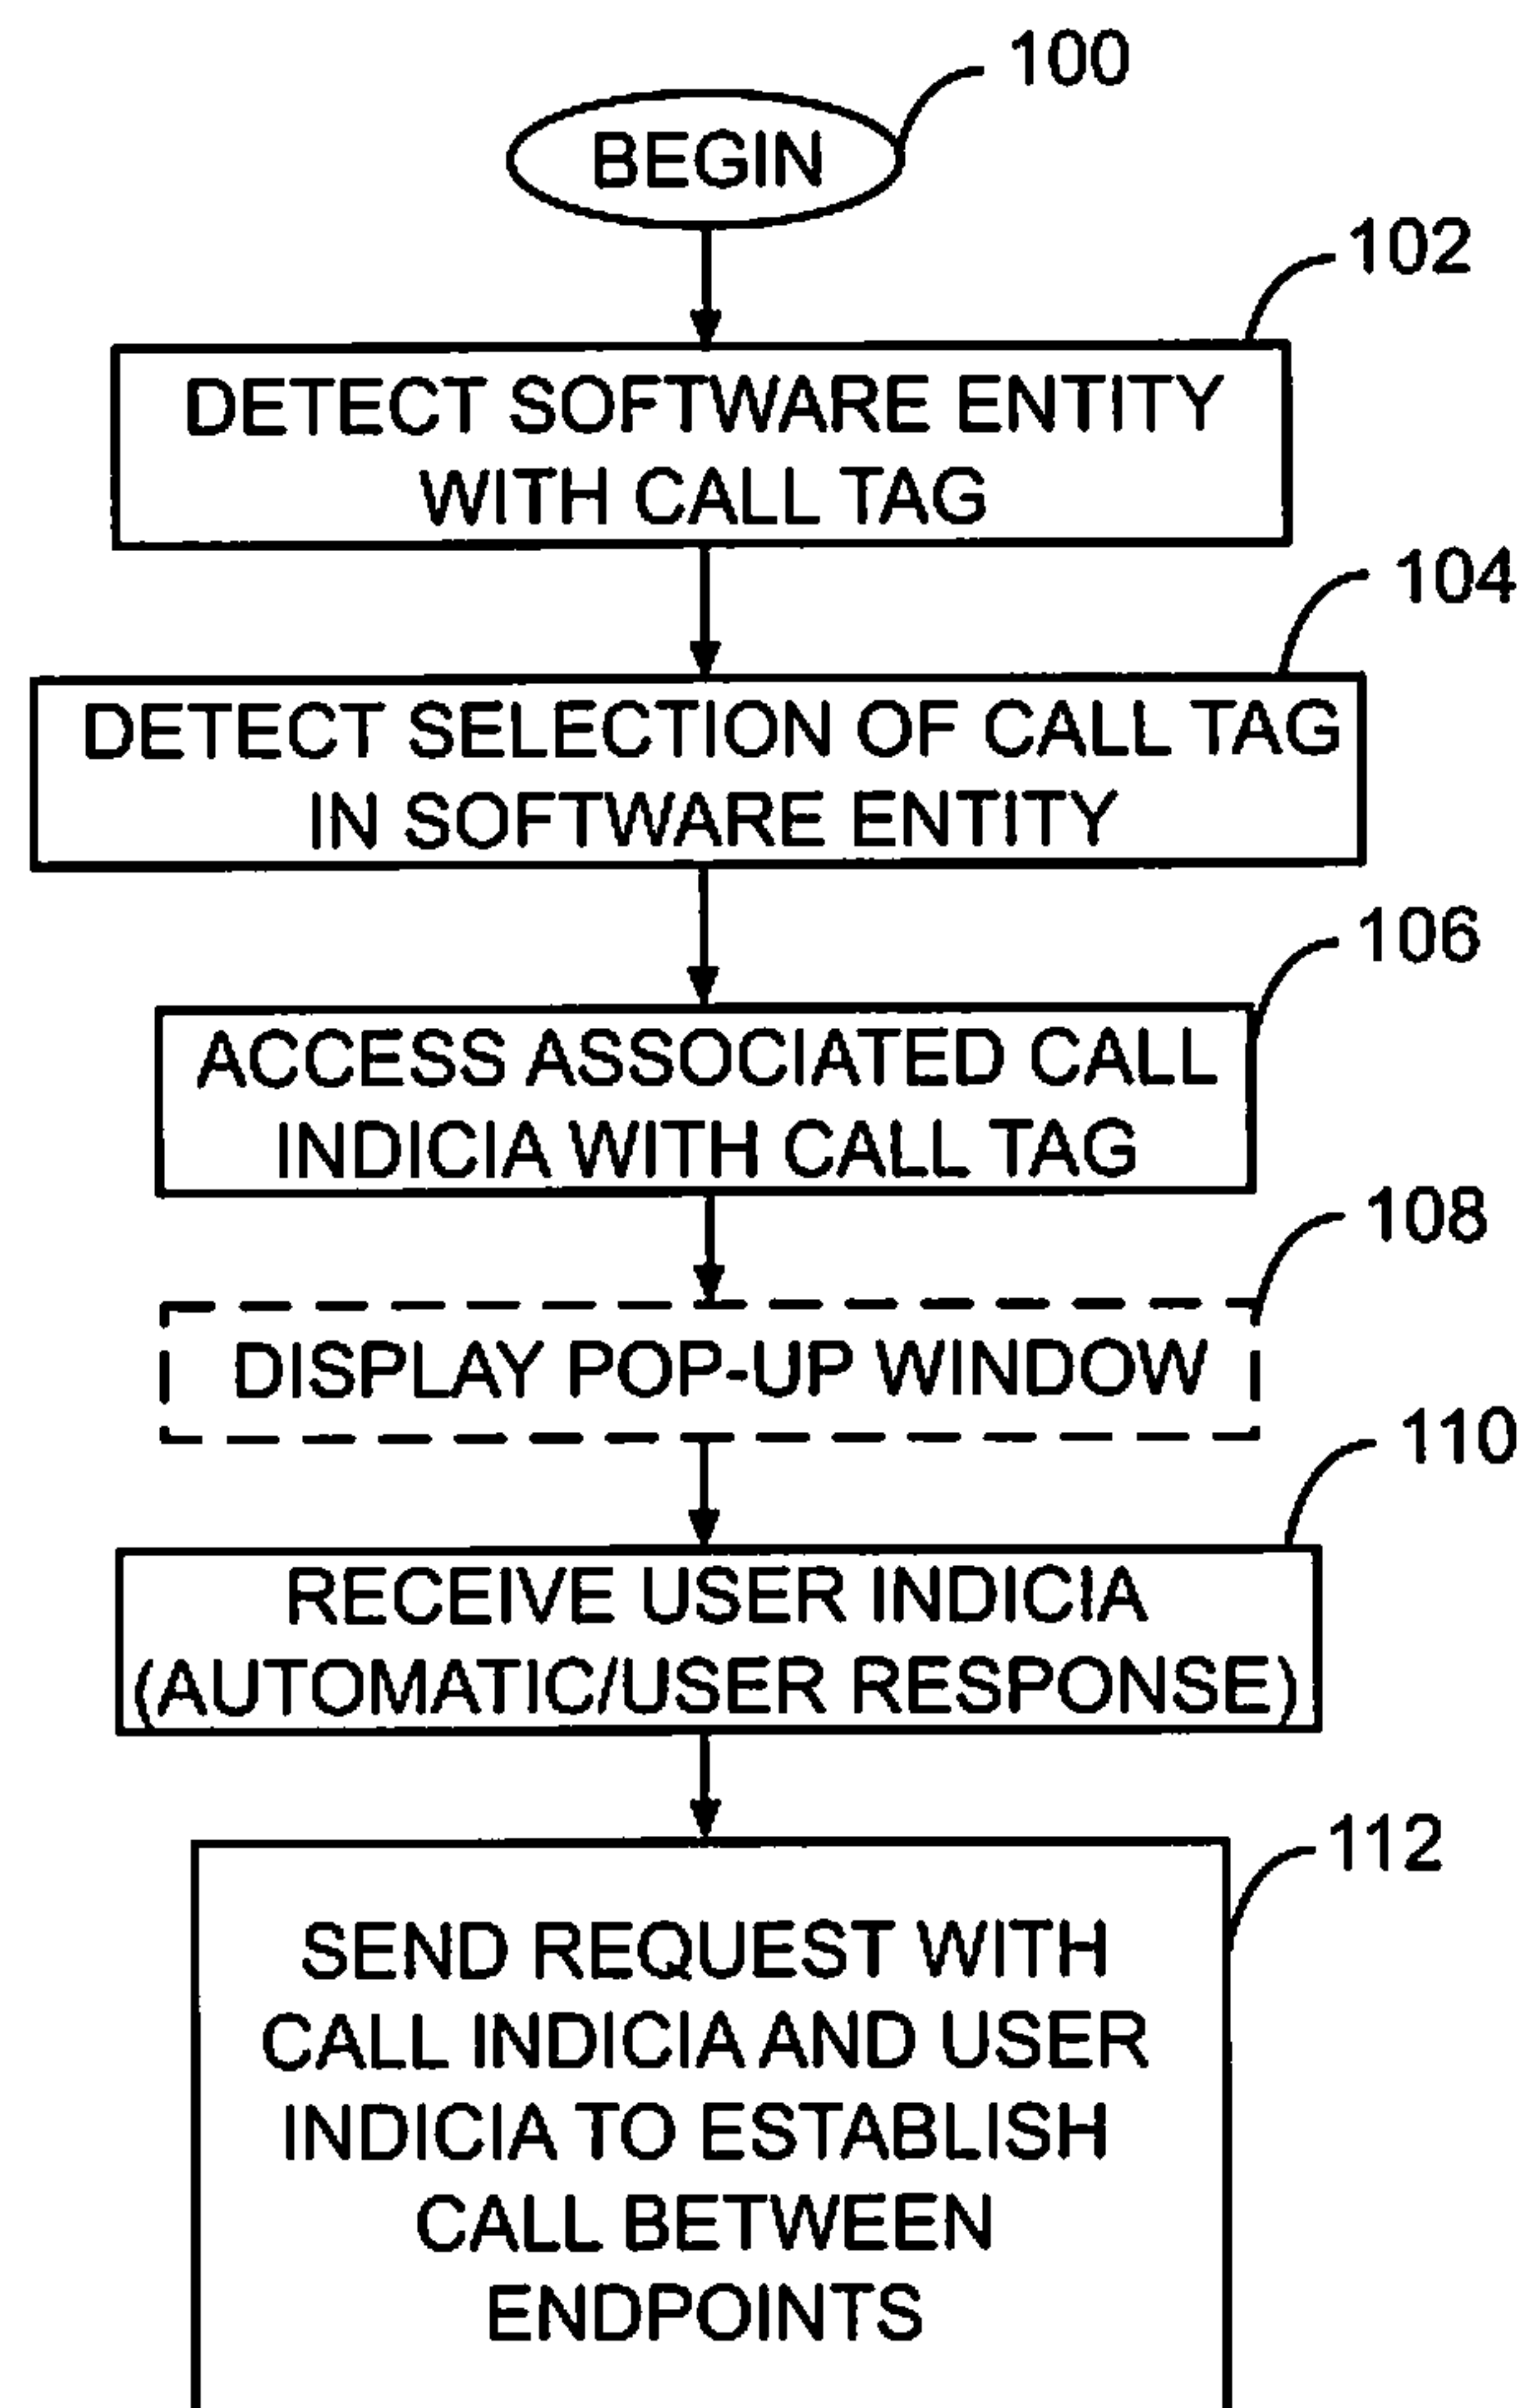 100
BEGIN
102
DETECT SOFTWARE ENTITY
WITH CALL TAG
104
DETECT SELECTION OF CALL TAG
IN SOFTWARE ENTITY
106
ACCESS ASSOCIATED CALL
INDICIA WITH CALL TAG
108
DISPLAY POP-UP WINDOW
110
RECEIVE USER INDICIA
(AUTOMATIC/USER RESPONSE)
112
SEND REQUEST WITH
CALL INDICIA AND USER
INDICIA TO ESTABLISH
CALL BETWEEN
ENDPOINTS